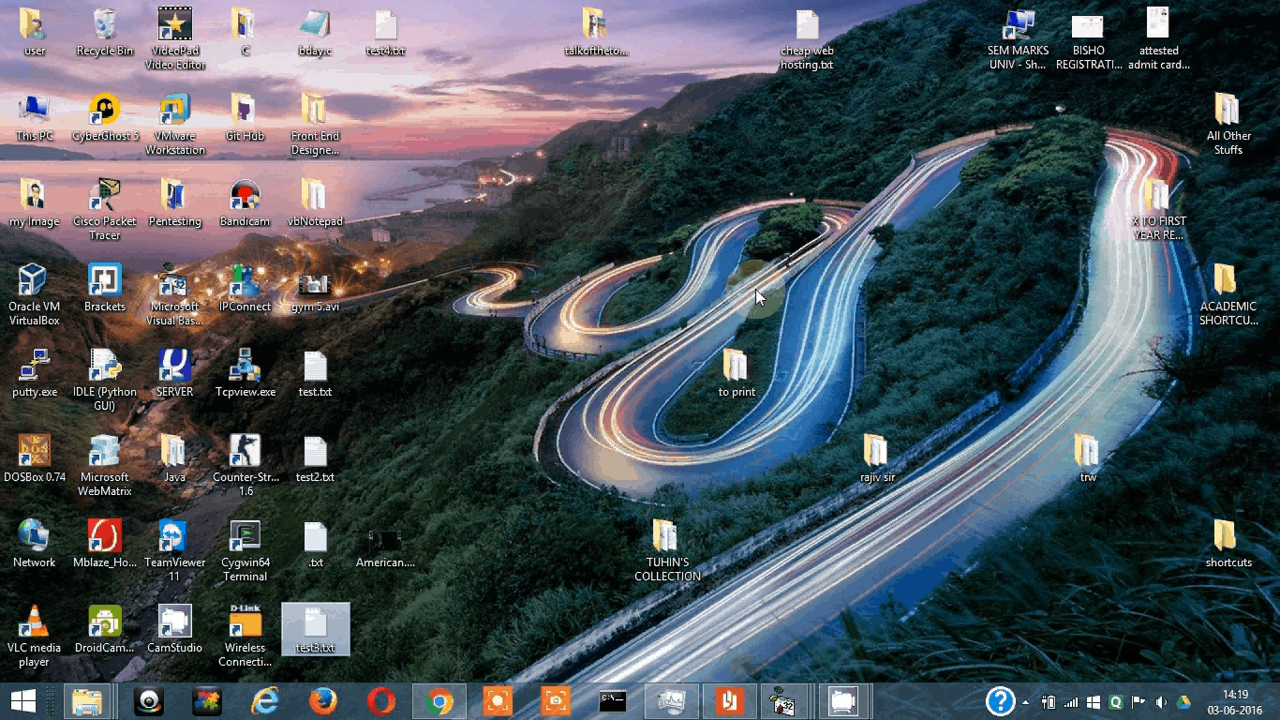 user
Recycle Bin
VideoPad
Video Editor
C
bday.c
test4.txt
talkoftheto...
cheap web
hosting.txt
SEM MARKS
UNIV - Sh...
BISHO
REGISTRATI...
attested
admit card...
This PC
CyberGhost 5
VMware
Workstation
Git Hub
Front End
Designe...
All Other
Stuffs
my Image
Cisco Packet
Tracer
Pentesting
Bandicam
vbNotepad
X TO FIRST
YEAR RE...
Oracle VM
VirtualBox
Brackets
Microsoft
Visual Bas...
IPConnect
gym 5.avi
ACADEMIC
SHORTCU...
putty.exe
IDLE (Python
GUI)
SERVER
Tcpview.exe
test.txt
to print
DOSBox 0.74
Microsoft
WebMatrix
Java
Counter-Str...
1.6
test2.txt
rajiv sir
trw
Network
Mblaze_Ho...
TeamViewer
11
Cygwin64
Terminal
.txt
American....
TUHIN'S
COLLECTION
shortcuts
VLC media
player
DroidCam...
CamStudio
D-Link
Wireless
Connecti...
test3.txt
14:19
03-06-2016